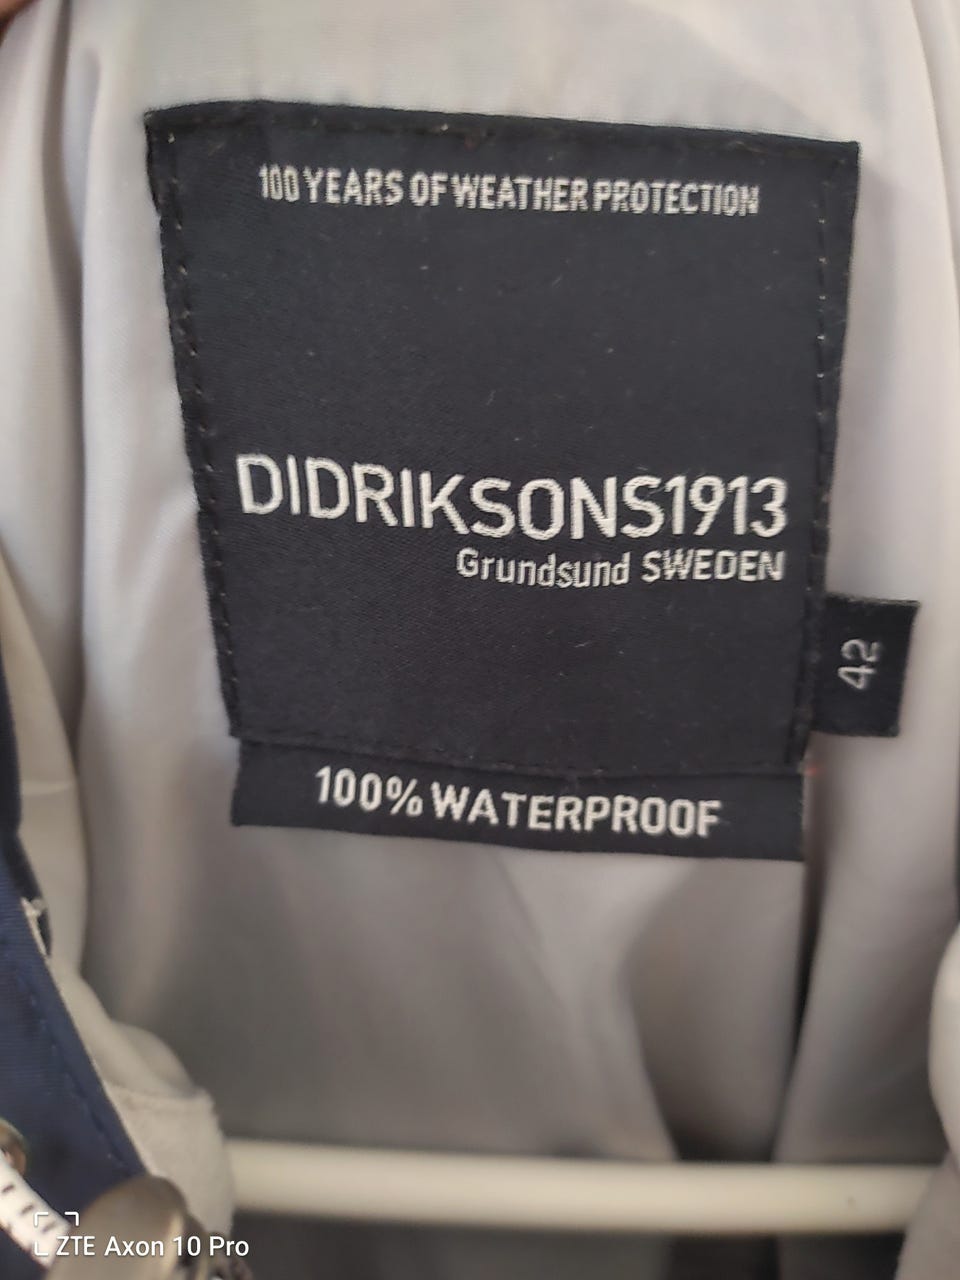 100 YEARS OF WEATHER PROTECTION
DIDRIKSONS1913
Grundsund SWEDEN
42
100% WATERPROOF
ZTE Axon 10 Pro